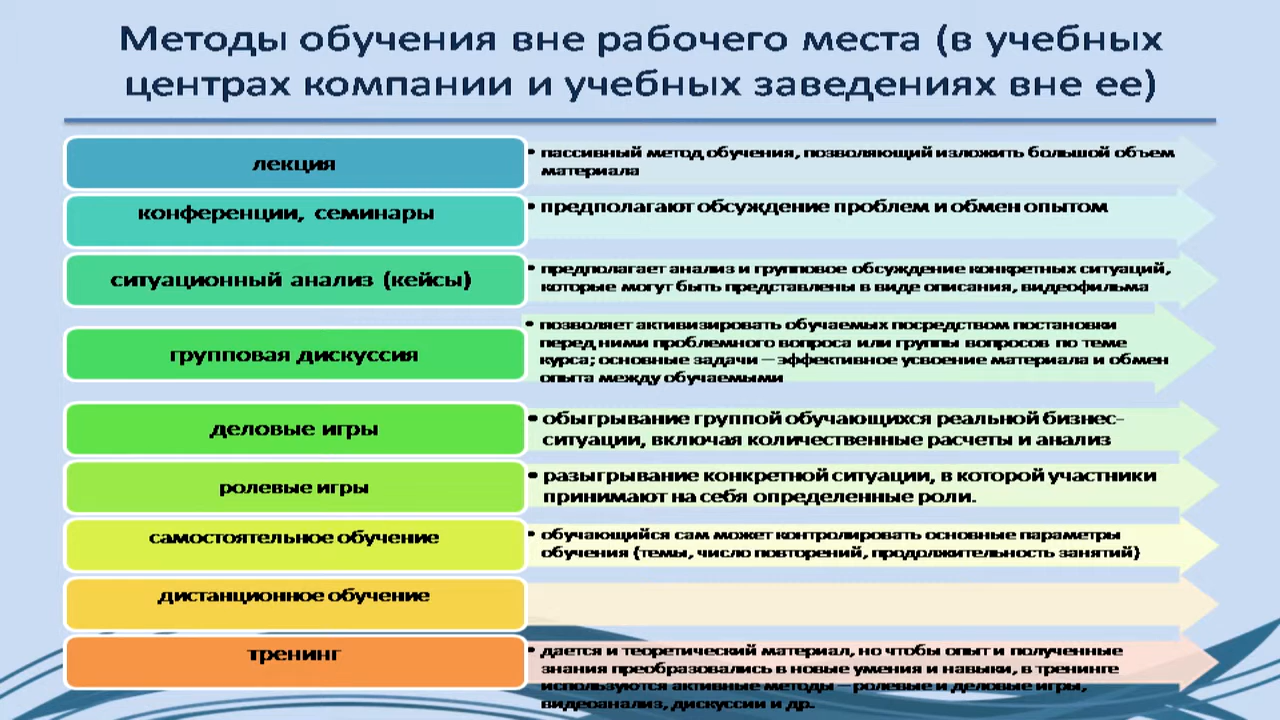 Методы обучения вне рабочего места (в учебных
центрах компании и учебных заведениях вне ее)
лекция
• пассивный метод обучения, позволяющий изложить большой объем
материала
конференции, семинары
• предполагают обсуждение проблем и обмен опытом
ситуационный анализ (кейсы)
• предполагает анализ и групповое обсуждение конкретных ситуаций,
которые могут быть представлены в виде описания, видеофильма
групповая дискуссия
• позволяет активизировать обучаемых посредством постановки
перед ними проблемного вопроса или группы вопросов по теме
курса; основные задачи – эффективное усвоение материала и обмен
опыта между обучаемыми
деловые игры
• обыгрывание группой обучающихся реальной бизнес-
ситуации, включая количественные расчеты и анализ
ролевые игры
• разыгрывание конкретной ситуации, в которой участники
принимают на себя определенные роли.
самостоятельное обучение
• обучающийся сам может контролировать основные параметры
обучения (темы, число повторений, продолжительность занятий)
дистанционное обучение
тренинг
• дается и теоретический материал, но чтобы опыт и полученные
знания преобразовались в новые умения и навыки, в тренинге
используются активные методы – ролевые и деловые игры,
видеоанализ, дискуссии и др.